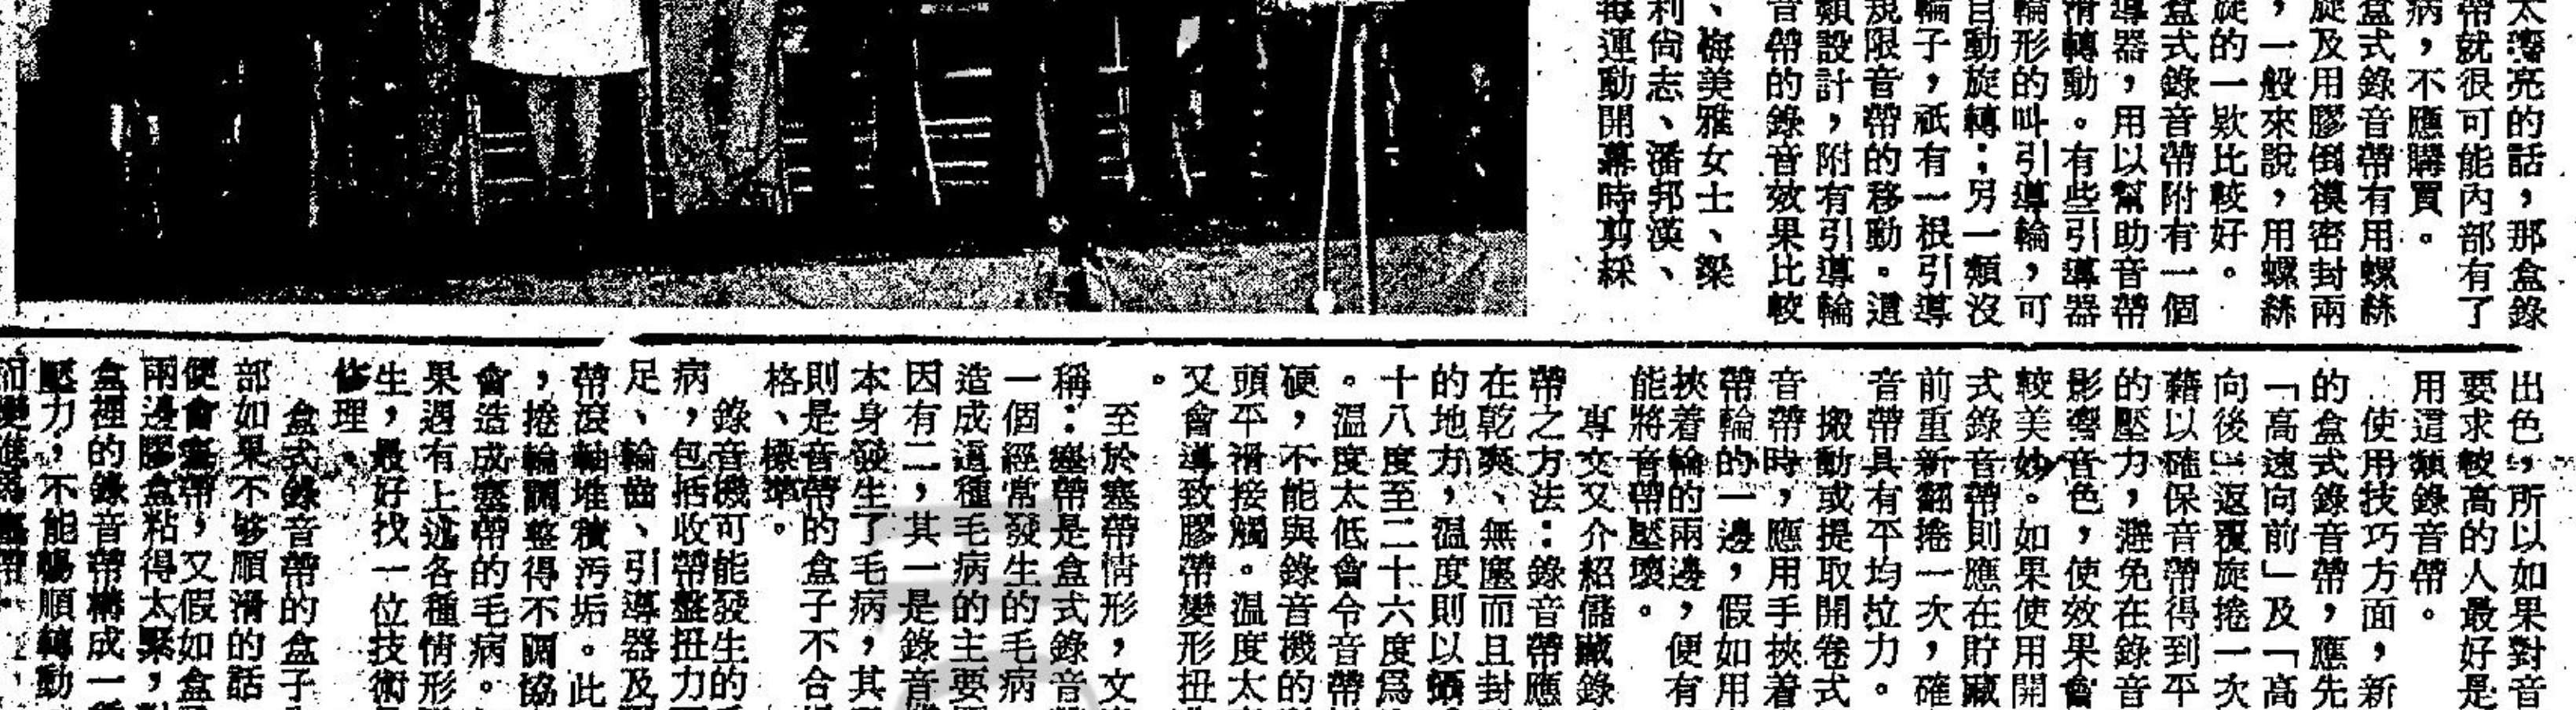 太響亮的話，那盒錄
帶就很可能內部有了
病，不應購買。
盒式錄音帶有用螺絲
旋及用膠倒模密封兩
，一般來說，用螺絲
旋的一欵比較好。
盒式錄音帶附有一個
導器，用以幫助音帶
滑轉動。有些引導器
輪形的叫引導輪，可
自動旋轉；另一類沒
輪子，祇有一根引導
規限音帶的移動。這
類設計，附有引導輪
音帶的錄音效果比較
、梅美雅女士、梁
利尙志、潘邦漢、
每運動開幕時剪綵
出色，所以如果對音
要求較高的人最好是
用這類錄音帶。
使用技巧方面，新
的盒式錄音帶，應先
「高速向前」及「高
向後」返覆旋捲一次
藉以確保音帶得到平
的壓力，避免在錄音
影響音色，使效果會
較美妙。如果使用開
式錄音帶則應在貯藏
前重新翻捲一次，確
音帶具有平均拉力。
搬動或提取開卷式
音帶時，應用手挾着
帶輪的一邊，假如用
挾着輪的兩邊，便有
能將音帶壓壞。
專文又介紹儲藏錄
帶之方法：錄音帶應
在乾爽、無塵而且封
的地方，温度則以攝
十八度至二十六度爲
。温度太低會令音帶
硬，不能與錄音機的
頭平滑接觸。温度太
又會導致膠帶變形扭
。
至於塞帶情形，文
稱：塞帶是盒式錄音
一個經常發生的毛病
造成這種毛病的主要
因有二，其一是錄音
本身發生了毛病，其
則是音帶的盒子不合
格、標準。
錄音機可能發生的
病，包括收帶盤扭力
足、輪齒、引導器及
帶滾軸堆積汚垢。此
，捲輪調整得不調協
會造成塞帶的毛病。
果遇有上述各種情形
生，最好找一位技術
修理。
盒式錄音帶的盒子
部如果不够順滑的話
便會塞帶，又假如盒
兩邊膠盒粘得太緊，
盒裡的錄音帶構成一
壓力，不能暢順轉動